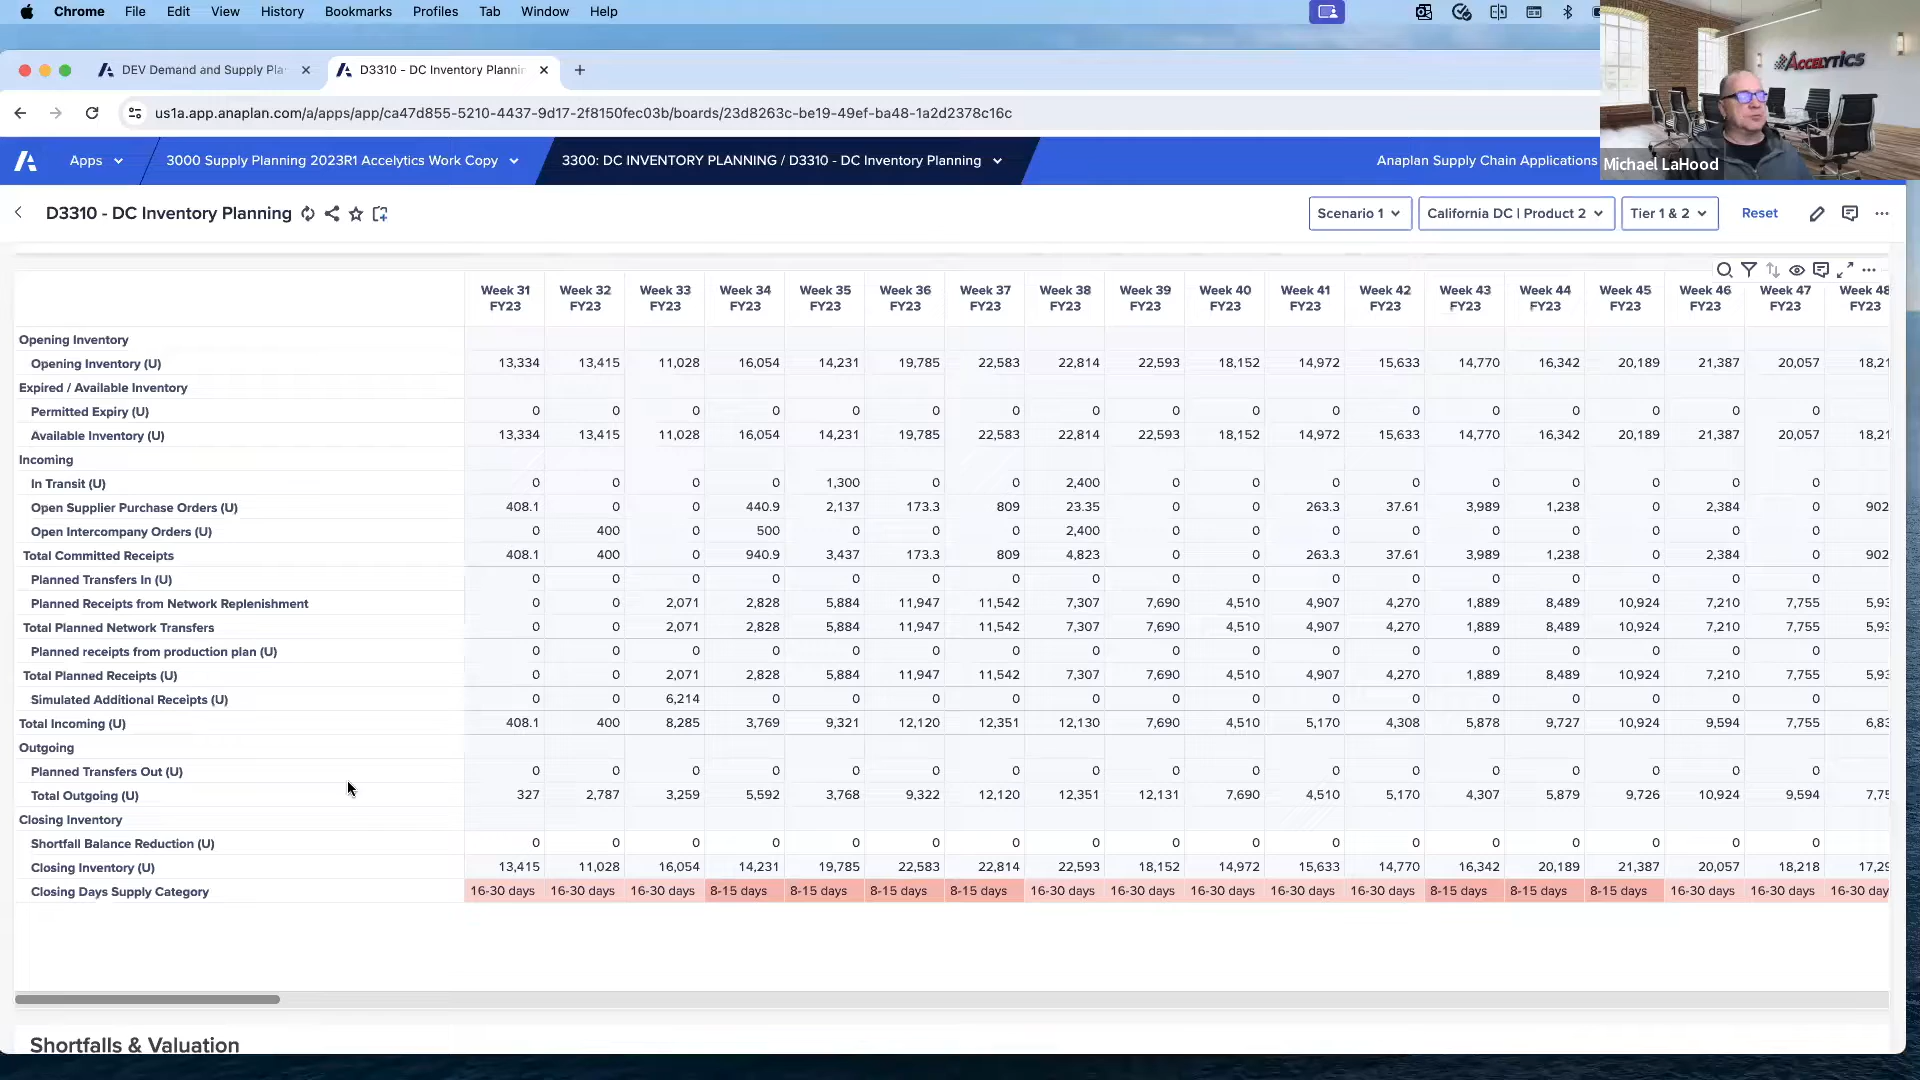 Chrome File Edit View History Bookmarks Profiles Tab Window Help
ACCELYTICS
DEV Demand and Supply Pla
D3310 - DC Inventory Plannin
us1a.app.anaplan.com/a/apps/app/ca47d855-5210-4437-9d17-2f8150fec03b/boards/23d8263c-be19-49ef-ba48-1a2d2378c16c
Apps 3000 Supply Planning 2023R1 Accelytics Work Copy 3300: DC INVENTORY PLANNING / D3310 - DC Inventory Planning Anaplan Supply Chain Applications
Michael LaHood
D3310 - DC Inventory Planning Scenario 1 California DC | Product 2 Tier 1 & 2 Reset
Week 31 Week 32 Week 33 Week 34 Week 35 Week 36 Week 37 Week 38 Week 39 Week 40 Week 41 Week 42 Week 43 Week 44 Week 45 Week 46 Week 47 Week 48
FY23 FY23 FY23 FY23 FY23 FY23 FY23 FY23 FY23 FY23 FY23 FY23 FY23 FY23 FY23 FY23 FY23 FY23
Opening Inventory
Opening Inventory (U) 13,334 13,415 11,028 16,054 14,231 19,785 22,583 22,814 22,593 18,152 14,972 15,633 14,770 16,342 20,189 21,387 20,057 18,21
Expired / Available Inventory
Permitted Expiry (U) 0 0 0 0 0 0 0 0 0 0 0 0 0 0 0 0 0
Available Inventory (U) 13,334 13,415 11,028 16,054 14,231 19,785 22,583 22,814 22,593 18,152 14,972 15,633 14,770 16,342 20,189 21,387 20,057 18,21
Incoming
In Transit (U) 0 0 0 0 1,300 0 0 2,400 0 0 0 0 0 0 0 0 0
Open Supplier Purchase Orders (U) 408.1 0 0 440.9 2,137 173.3 809 23.35 0 0 263.3 37.61 3,989 1,238 0 2,384 0 902
Open Intercompany Orders (U) 0 400 0 500 0 0 0 2,400 0 0 0 0 0 0 0 0 0
Total Committed Receipts 408.1 400 0 940.9 3,437 173.3 809 4,823 0 0 263.3 37.61 3,989 1,238 0 2,384 0 902
Planned Transfers In (U) 0 0 0 0 0 0 0 0 0 0 0 0 0 0 0 0 0
Planned Receipts from Network Replenishment 0 0 2,071 2,828 5,884 11,947 11,542 7,307 7,690 4,510 4,907 4,270 1,889 8,489 10,924 7,210 7,755 5,93
Total Planned Network Transfers 0 0 2,071 2,828 5,884 11,947 11,542 7,307 7,690 4,510 4,907 4,270 1,889 8,489 10,924 7,210 7,755 5,93
Planned receipts from production plan (U) 0 0 0 0 0 0 0 0 0 0 0 0 0 0 0 0 0
Total Planned Receipts (U) 0 0 2,071 2,828 5,884 11,947 11,542 7,307 7,690 4,510 4,907 4,270 1,889 8,489 10,924 7,210 7,755 5,93
Simulated Additional Receipts (U) 0 0 6,214 0 0 0 0 0 0 0 0 0 0 0 0 0 0
Total Incoming (U) 408.1 400 8,285 3,769 9,321 12,120 12,351 12,130 7,690 4,510 5,170 4,308 5,878 9,727 10,924 9,594 7,755 6,83
Outgoing
Planned Transfers Out (U) 0 0 0 0 0 0 0 0 0 0 0 0 0 0 0 0 0
Total Outgoing (U) 327 2,787 3,259 5,592 3,768 9,322 12,120 12,351 12,131 7,690 4,510 5,170 4,307 5,879 9,726 10,924 9,594 7,75
Closing Inventory
Shortfall Balance Reduction (U) 0 0 0 0 0 0 0 0 0 0 0 0 0 0 0 0 0
Closing Inventory (U) 13,415 11,028 16,054 14,231 19,785 22,583 22,814 22,593 18,152 14,972 15,633 14,770 16,342 20,189 21,387 20,057 18,218 17,29
Closing Days Supply Category 16-30 days 16-30 days 16-30 days 8-15 days 8-15 days 8-15 days 8-15 days 16-30 days 16-30 days 16-30 days 16-30 days 16-30 days 8-15 days 8-15 days 8-15 days 16-30 days 16-30 days 16-30 day
Shortfalls & Valuation